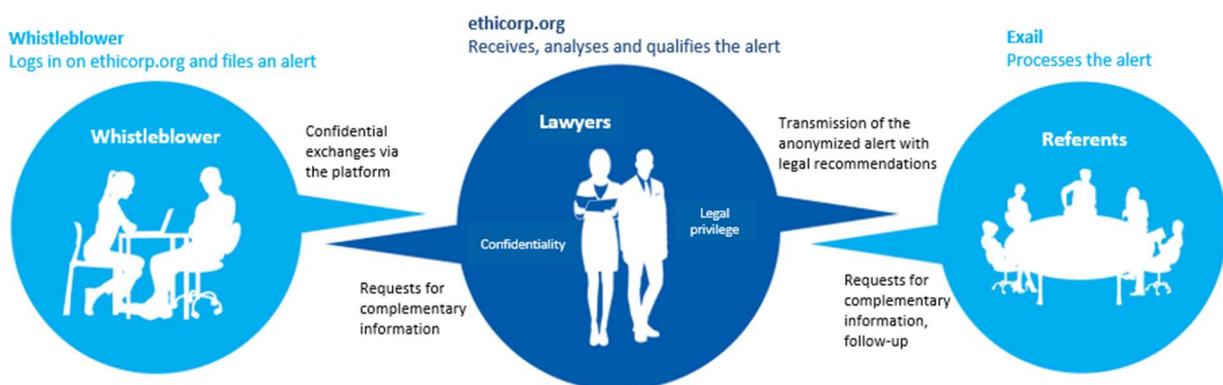 Whistleblower
Logs in on ethicorp.org and files an alert
ethicorp.org
Receives, analyses and qualifies the alert
Exail
Processes the alert
Whistleblower
Confidential
exchanges via
the platform
Requests for
complementary
information
Lawyers
Confidentiality
Legal
privilege
Transmission of the
anonymized alert with
legal recommendations
Requests for
complementary
information,
follow-up
Referents